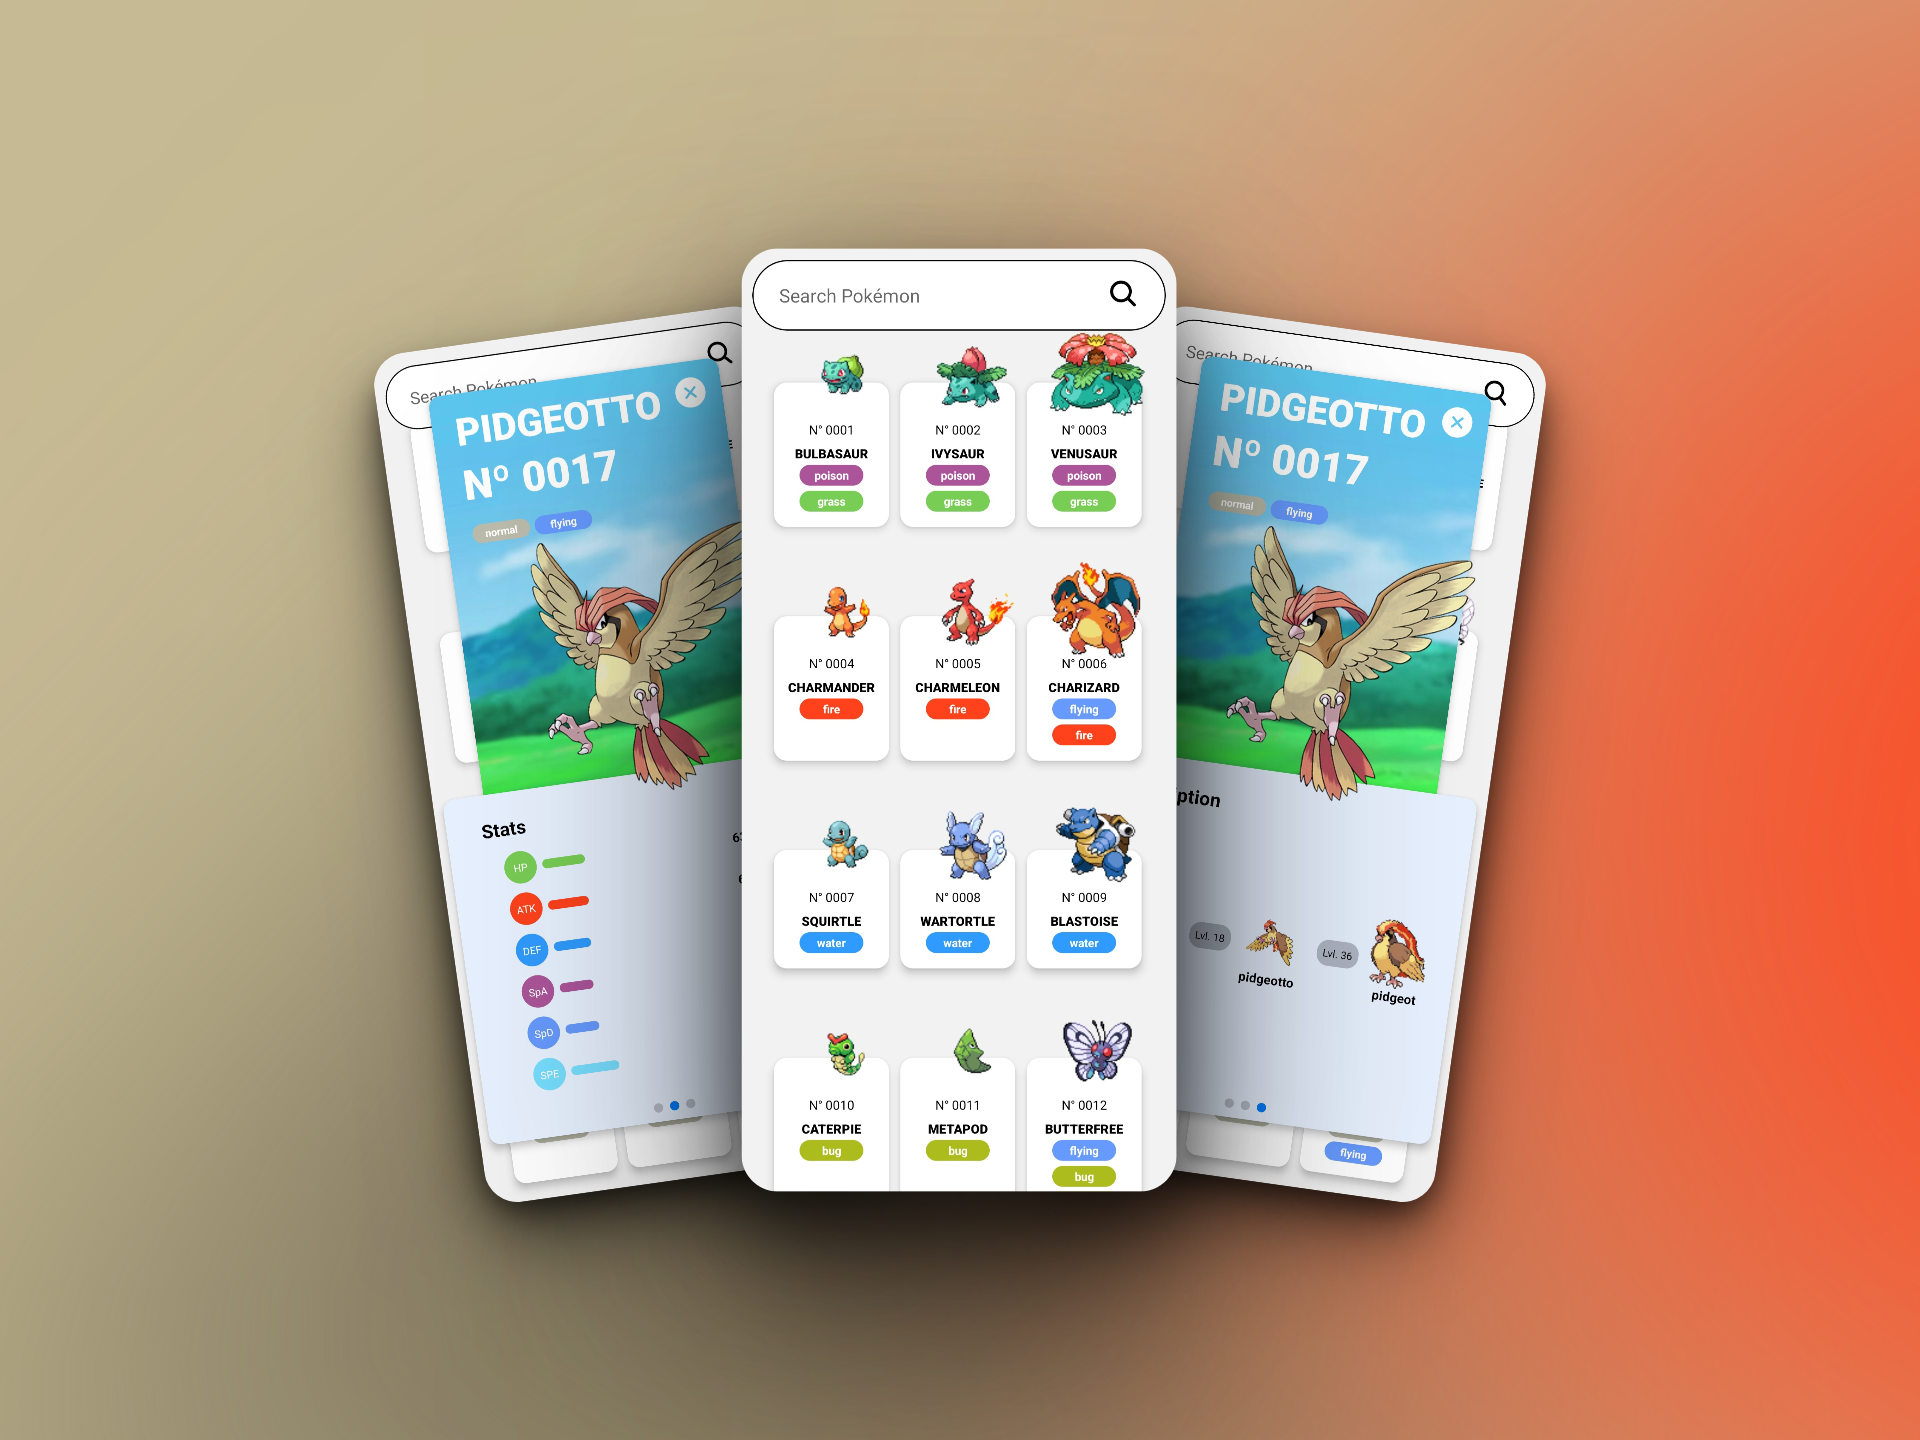 Search Pokémon
PIDGEOTTO
Nº 0017
normal
flying
Stats
HP
ATK
DEF
SpA
SpD
SPE
Search Pokémon
N° 0001
BULBASAUR
poison
grass
N° 0002
IVYSAUR
poison
grass
N° 0003
VENUSAUR
poison
grass
N° 0004
CHARMANDER
fire
N° 0005
CHARMELEON
fire
N° 0006
CHARIZARD
flying
fire
N° 0007
SQUIRTLE
water
N° 0008
WARTORTLE
water
N° 0009
BLASTOISE
water
N° 0010
CATERPIE
bug
N° 0011
METAPOD
bug
N° 0012
BUTTERFREE
flying
bug
Search Pokémon
PIDGEOTTO
Nº 0017
normal
flying
ption
Lvl. 18
pidgeotto
Lvl. 36
pidgeot
flying